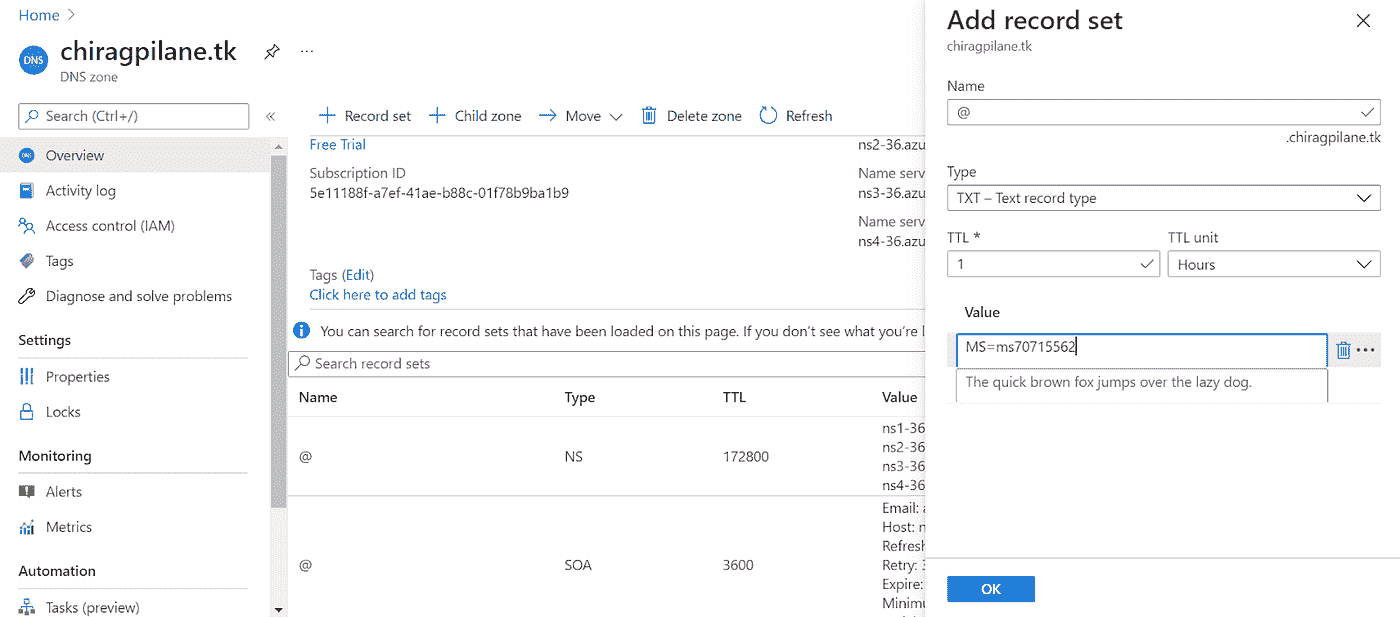 Home
chiragpilane.tk
DNS
DNS zone
Search (Ctrl+/)
Overview
Activity log
Access control (IAM)
Tags
Diagnose and solve problems
Settings
Properties
Locks
Monitoring
Alerts
Metrics
Automation
Tasks (preview)
Record set Child zone Move Delete zone Refresh
Free Trial
Subscription ID
5e11188f-a7ef-41ae-b88c-01f78b9ba1b9
ns2-36.azu
Name serv
ns3-36.azu
Name serv
ns4-36.azu
Tags (Edit)
Click here to add tags
You can search for record sets that have been loaded on this page. If you don't see what you're l
Search record sets
Name Type TTL Value
@ NS 172800
ns1-36
ns2-36
ns3-36
ns4-36
@ SOA 3600
Email:
Host:
Refresh
Retry:
Expire:
Minimu
Add record set
chiragpilane.tk
Name
@
.chiragpilane.tk
Type
TXT – Text record type
TTL * TTL unit
1 Hours
Value
MS=ms70715562
The quick brown fox jumps over the lazy dog.
OK